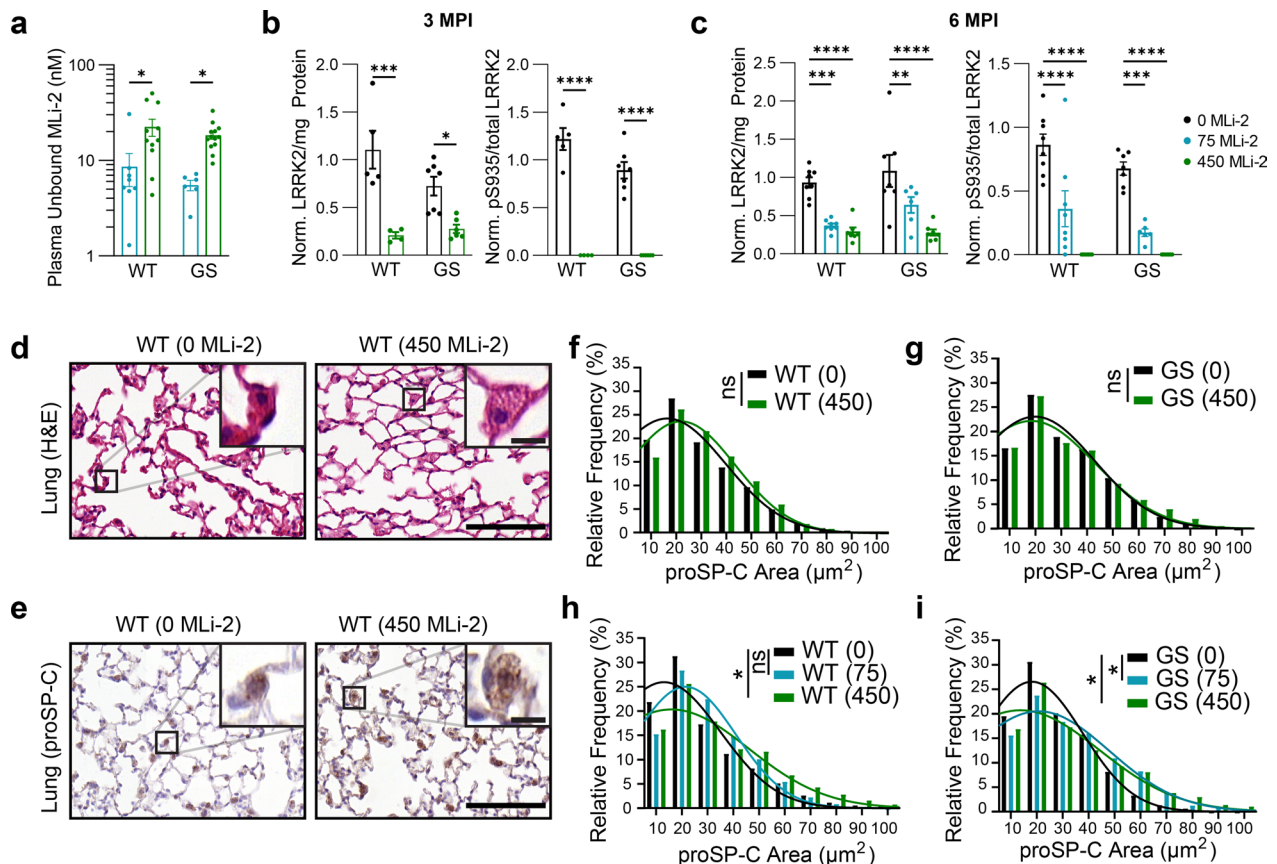 a
Plasma Unbound MLi-2 (nM)
100
10
1
*
*
WT
GS
b
3 MPI
Norm. LRRK2/mg Protein
2.0
1.5
1.0
0.5
0.0
***
*
WT
GS
Norm. pS935/total LRRK2
2.0
1.5
1.0
0.5
0.0
****
****
WT
GS
c
6 MPI
Norm. LRRK2/mg Protein
2.5
2.0
1.5
1.0
0.5
0.0
****
***
****
**
WT
GS
Norm. pS935/total LRRK2
1.5
1.0
0.5
0.0
****
****
****
***
WT
GS
0 MLi-2
75 MLi-2
450 MLi-2
d
WT (0 MLi-2)
WT (450 MLi-2)
Lung (H&E)
e
WT (0 MLi-2)
WT (450 MLi-2)
Lung (proSP-C)
f
Relative Frequency (%)
35
30
25
20
15
10
5
0
ns
WT (0)
WT (450)
10 20 30 40 50 60 70 80 90 100
proSP-C Area (µm²)
g
Relative Frequency (%)
35
30
25
20
15
10
5
0
ns
GS (0)
GS (450)
10 20 30 40 50 60 70 80 90 100
proSP-C Area (µm²)
h
Relative Frequency (%)
35
30
25
20
15
10
5
0
*
ns
WT (0)
WT (75)
WT (450)
10 20 30 40 50 60 70 80 90 100
proSP-C Area (µm²)
i
Relative Frequency (%)
35
30
25
20
15
10
5
0
*
*
GS (0)
GS (75)
GS (450)
10 20 30 40 50 60 70 80 90 100
proSP-C Area (µm²)